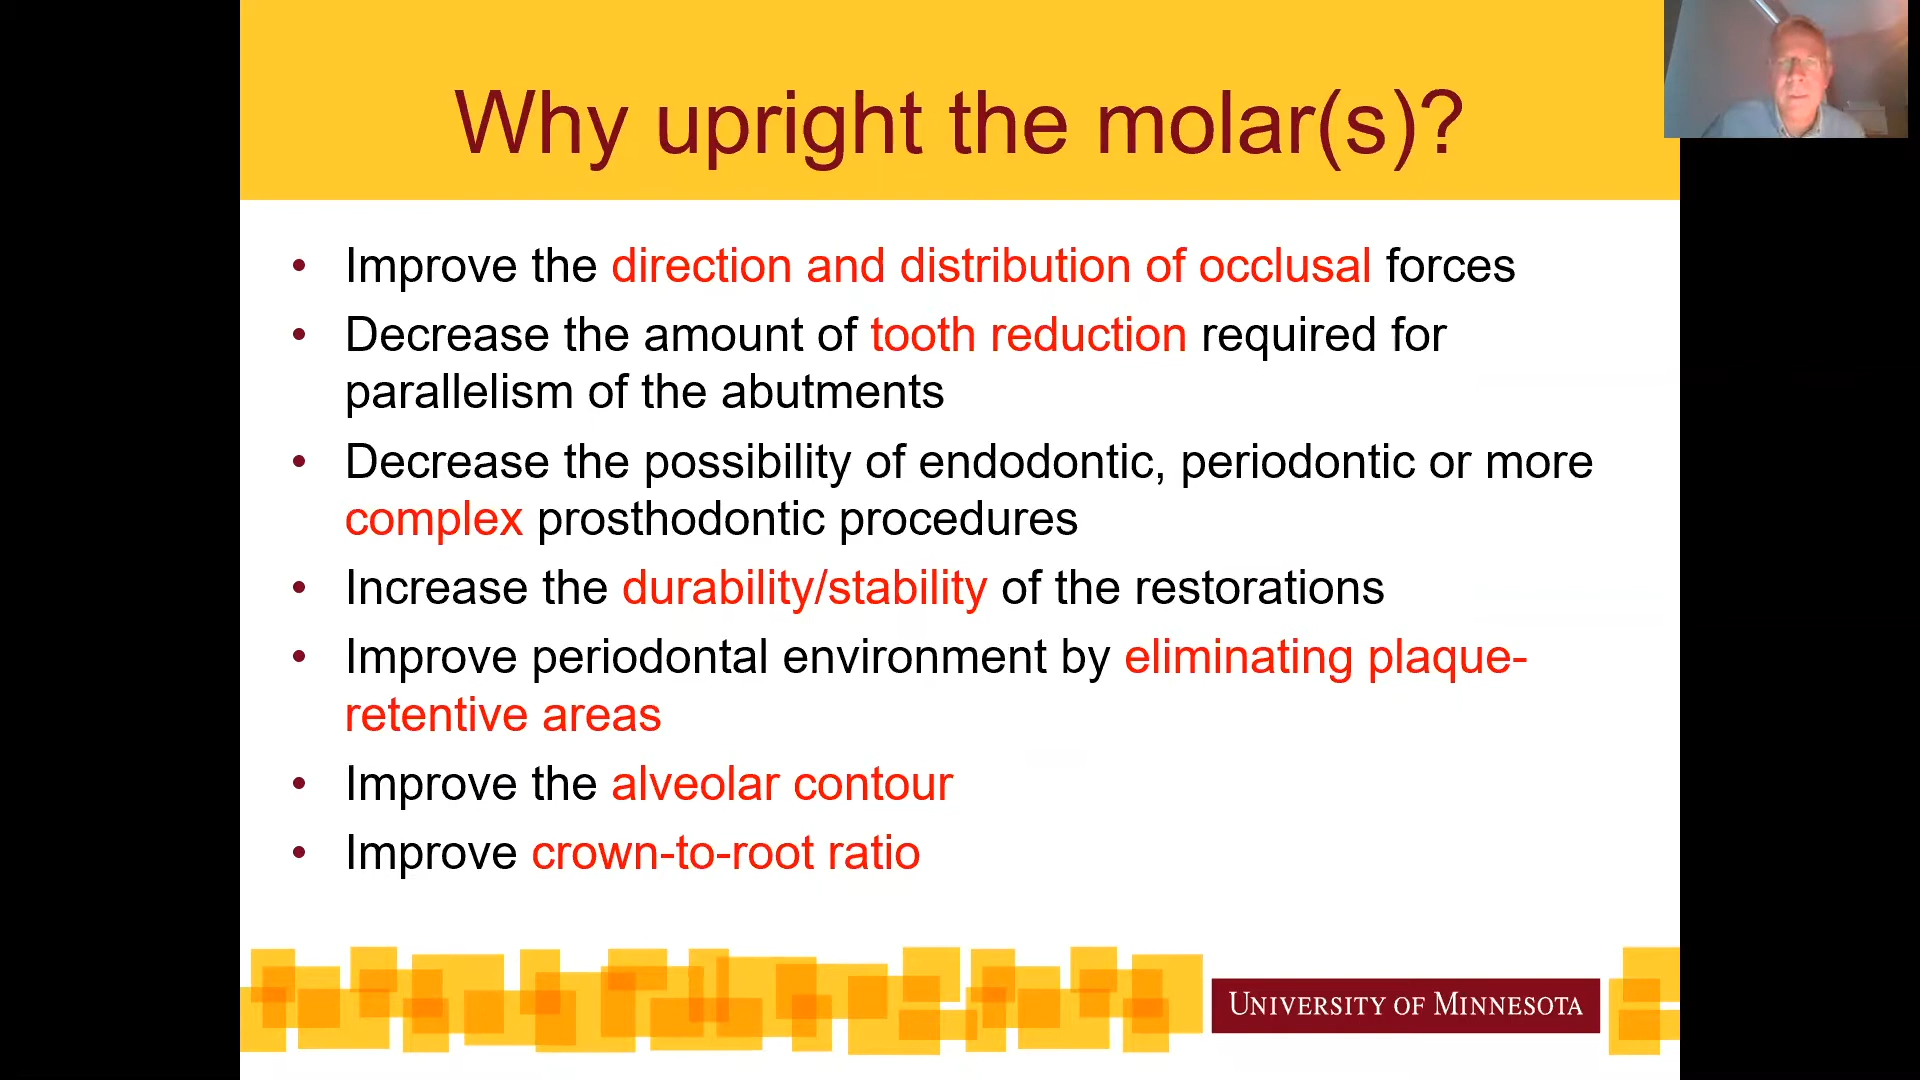 Why upright the molar(s)?
• Improve the direction and distribution of occlusal forces
• Decrease the amount of tooth reduction required for
parallelism of the abutments
• Decrease the possibility of endodontic, periodontic or more
complex prosthodontic procedures
• Increase the durability/stability of the restorations
• Improve periodontal environment by eliminating plaque-
retentive areas
• Improve the alveolar contour
• Improve crown-to-root ratio
UNIVERSITY OF MINNESOTA